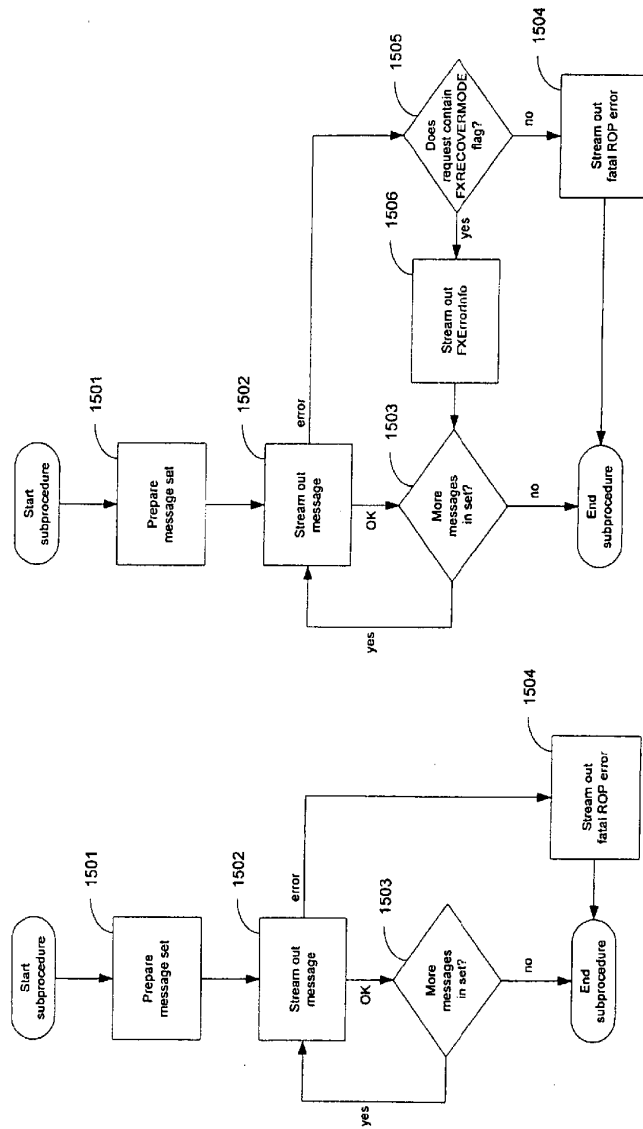 Start
subprocedure
1501
Prepare
message set
1502
Stream out
message
error
OK
1503
More
messages
in set?
yes
no
1504
Stream out
fatal ROP error
End
subprocedure
Start
subprocedure
1501
Prepare
message set
1502
Stream out
message
error
OK
1503
More
messages
in set?
yes
no
1506
Stream out
FXErrorInfo
yes
1505
Does
request contain
FXRECOVERMODE
flag?
no
1504
Stream out
fatal ROP error
End
subprocedure